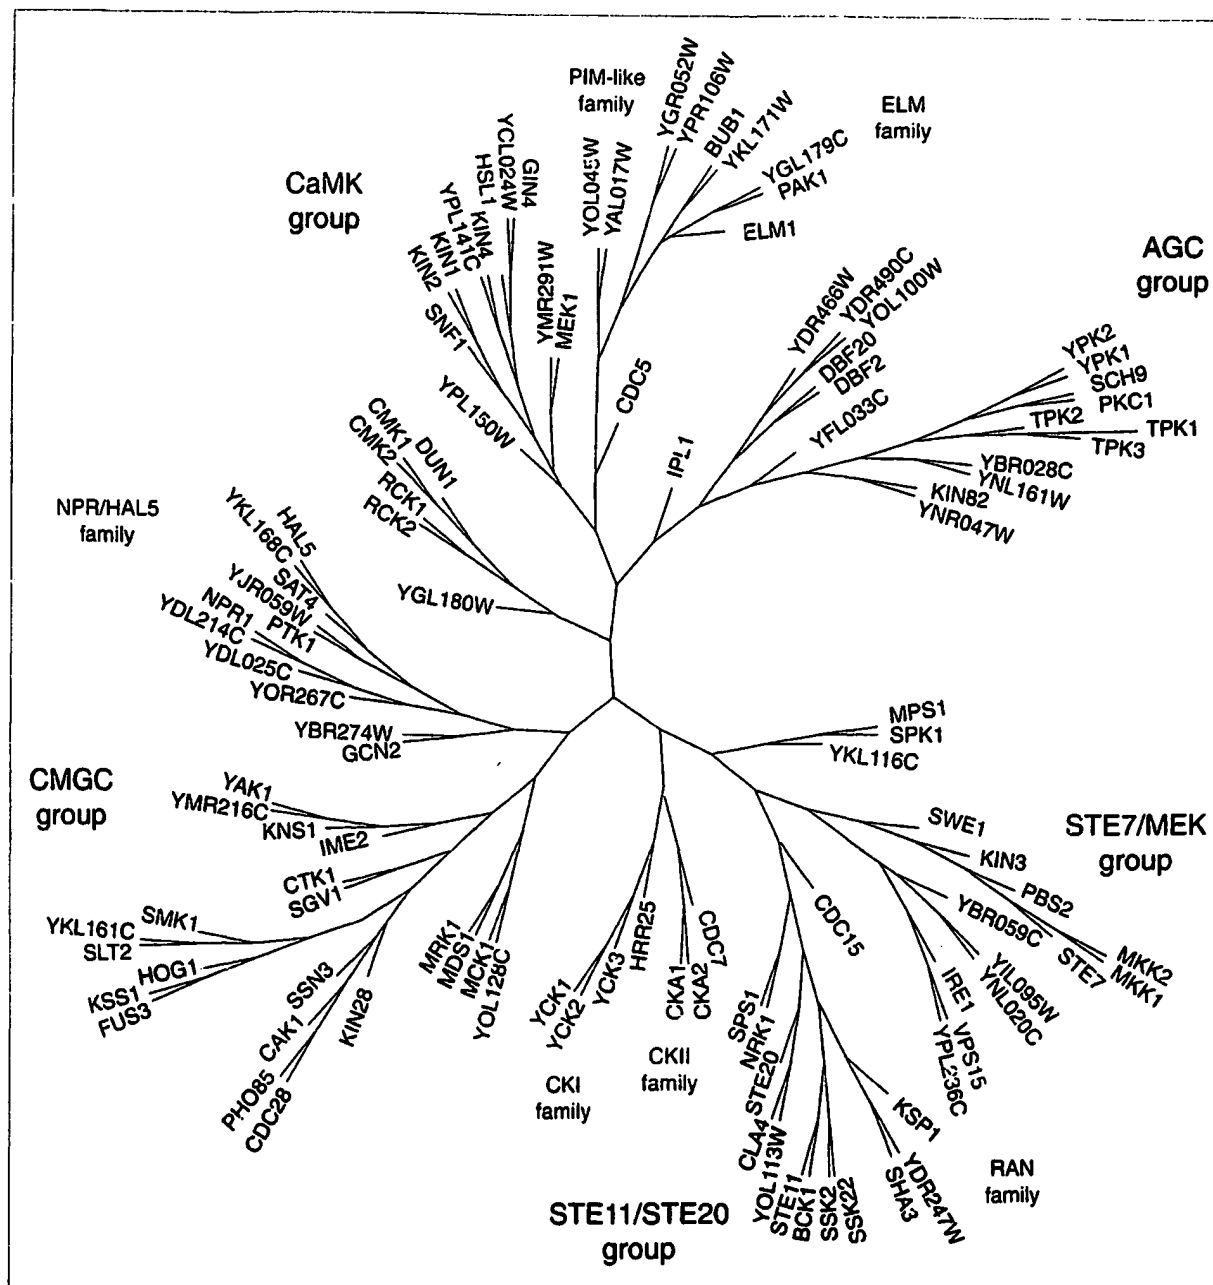 PIM-like
family
YGR052W
YPR106W
BUB1
YKL171W
ELM
family
YGL179C
PAK1
ELM1
YOL045W
YAL017W
CaMK
group
GIN4
YCL024W
HSL1
KIN4
YPL141C
KIN1
KIN2
SNF1
YMR291W
MEK1
YPL150W
CDC5
AGC
group
YDR466W
YDR490C
YOL100W
DBF20
DBF2
YFL033C
IPL1
YPK2
YPK1
SCH9
PKC1
TPK2
TPK1
TPK3
YBR028C
YNL161W
KIN82
YNR047W
CMK1
CMK2
DUN1
RCK1
RCK2
YGL180W
NPR/HAL5
family
HAL5
YKL168C
SAT4
YJR059W
PTK1
NPR1
YDL214C
YDL025C
YOR267C
YBR274W
GCN2
MPS1
SPK1
YKL116C
CMGC
group
YAK1
YMR216C
KNS1
IME2
CTK1
SGV1
SMK1
YKL161C
SLT2
HOG1
KSS1
FUS3
SSN3
CAK1
KIN28
PHO85
CDC28
MRK1
MDS1
MCK1
YOL128C
YCK1
YCK2
YCK3
HRR25
CKI
family
CDC7
CKA1
CKA2
CKII
family
STE7/MEK
group
SWE1
KIN3
PBS2
STE7
MKK2
MKK1
YBR059C
YIL095W
YNL020C
IRE1
VPS15
YPL236C
CDC15
SPS1
NRK1
STE20
CLA4
YOL113W
STE11
BCK1
SSK2
SSK22
KSP1
YDR247W
SHA3
RAN
family
STE11/STE20
group